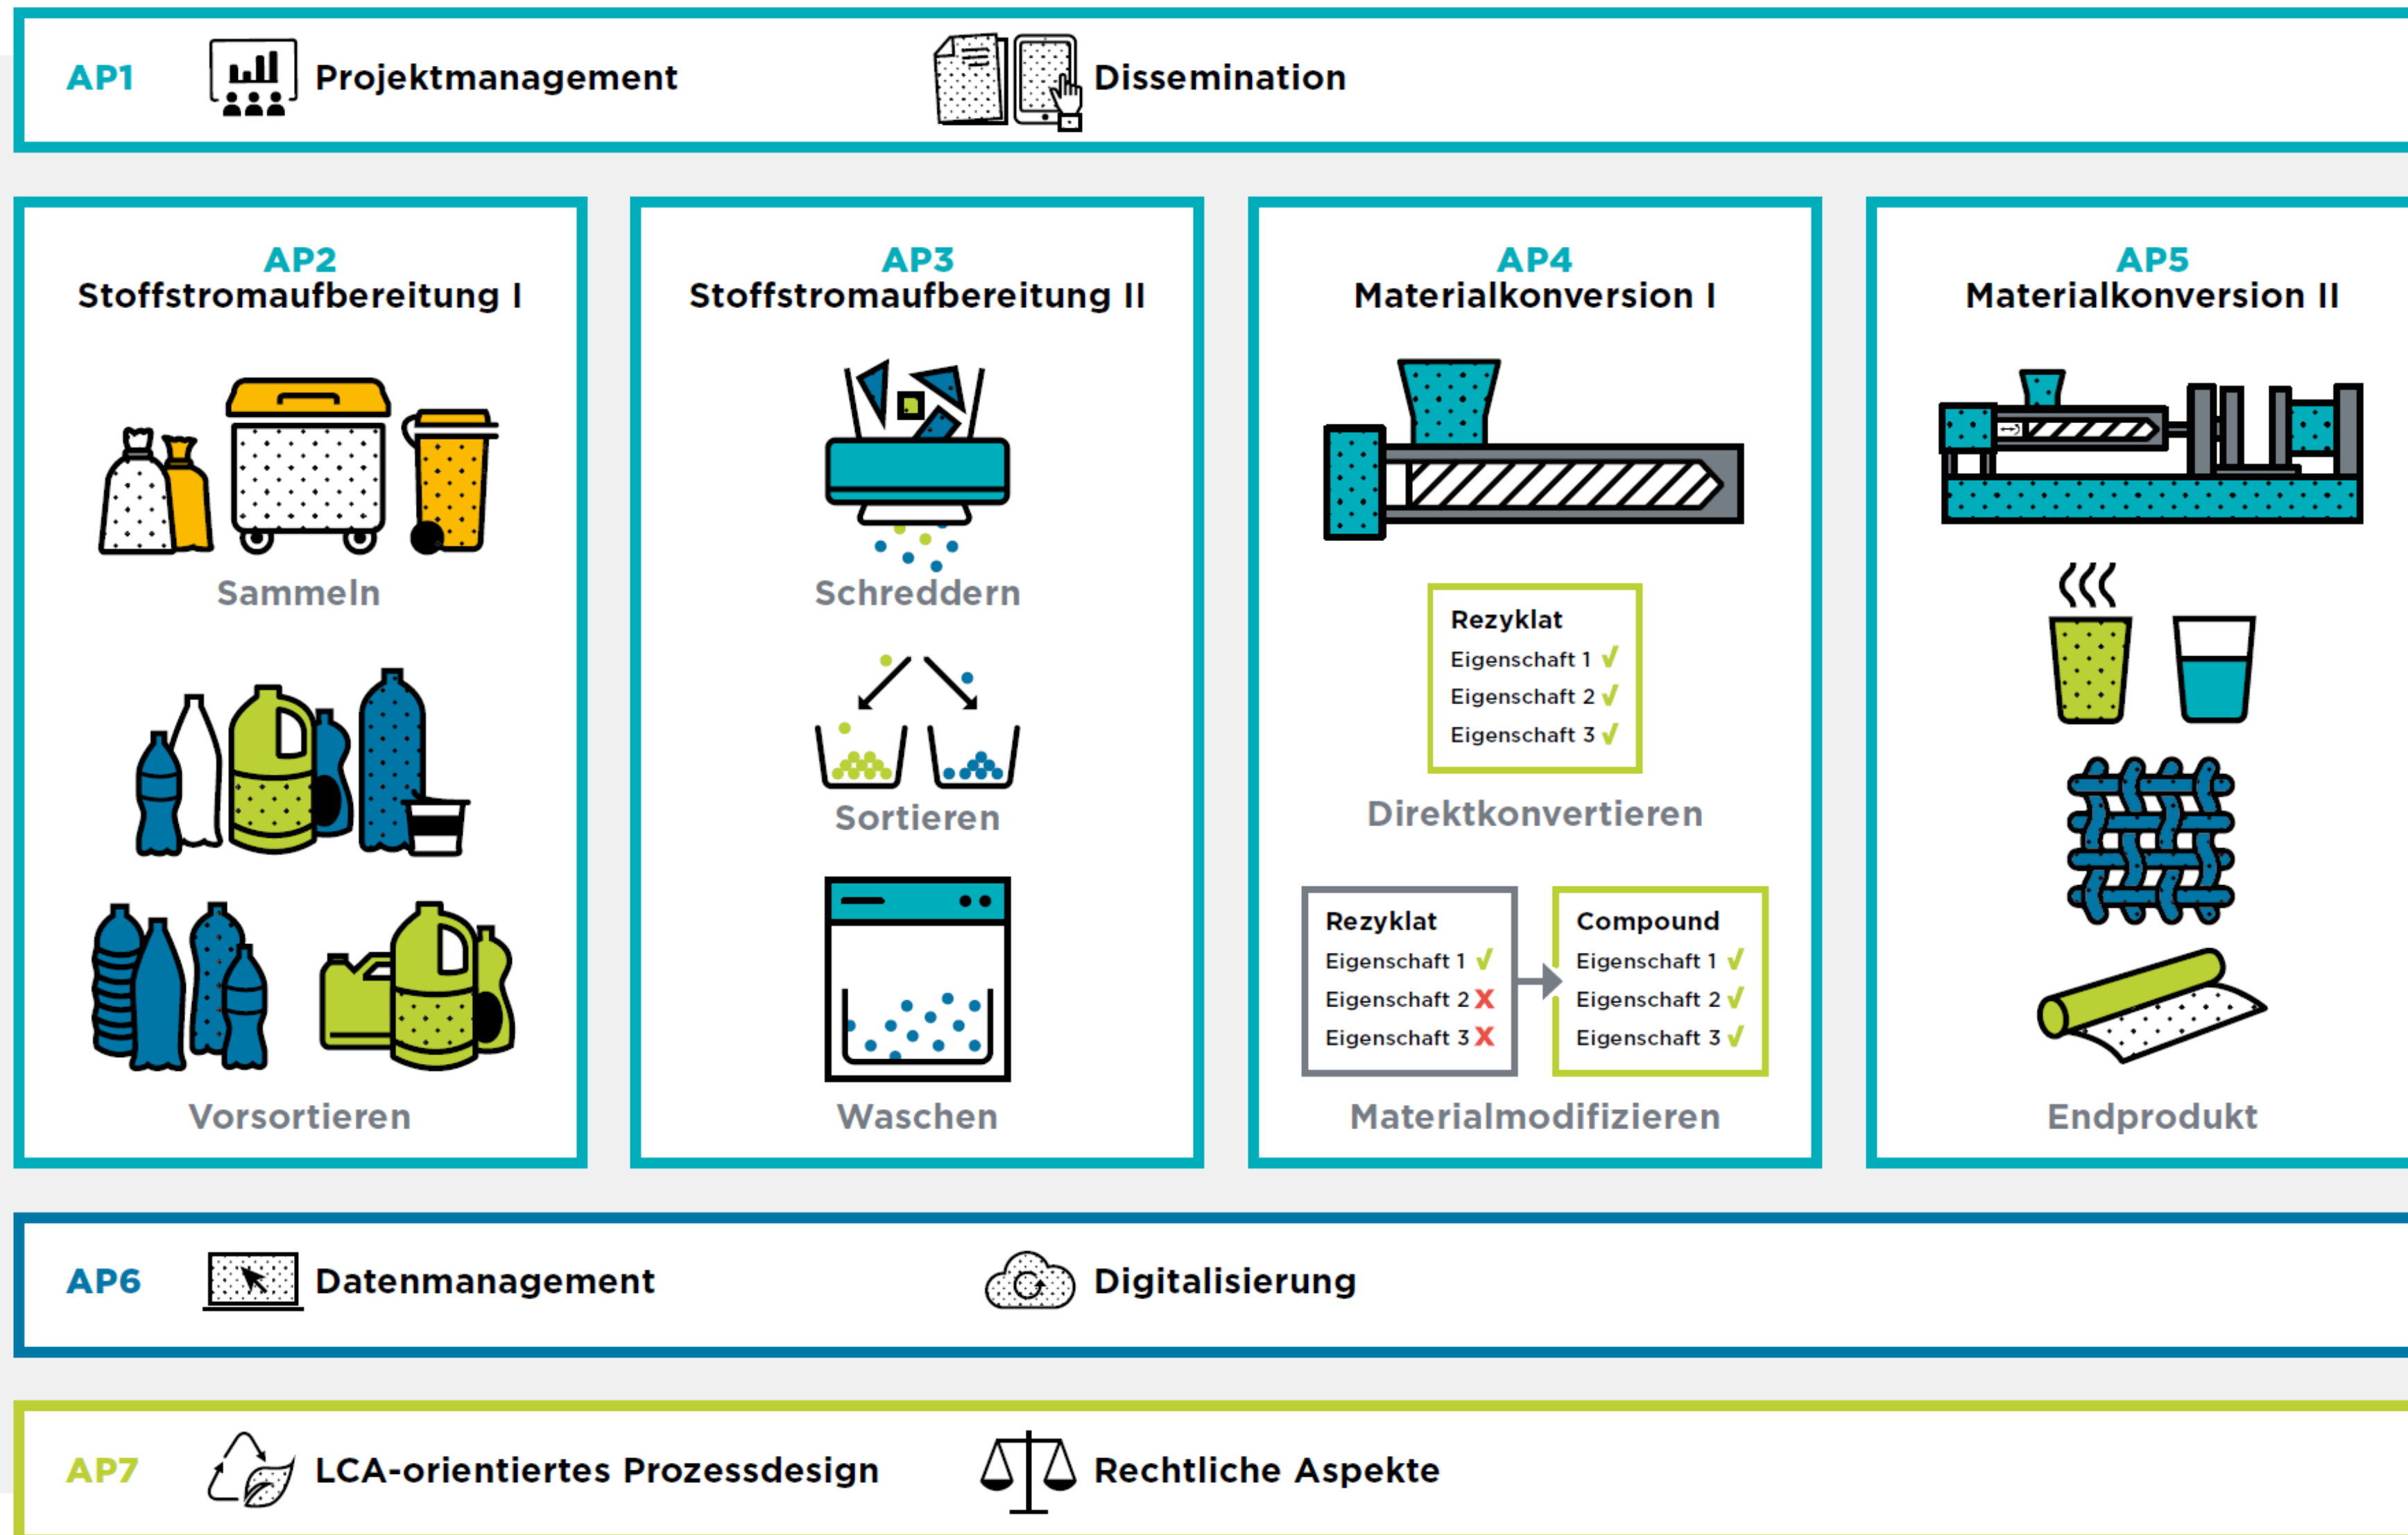 AP1 Projektmanagement Dissemination
AP2
Stoffstromaufbereitung I
Sammeln
Vorsortieren
AP3
Stoffstromaufbereitung II
Schreddern
Sortieren
Waschen
AP4
Materialkonversion I
Rezyklat
Eigenschaft 1 ✓
Eigenschaft 2 ✓
Eigenschaft 3 ✓
Direktkonvertieren
Rezyklat
Eigenschaft 1 ✓
Eigenschaft 2 X
Eigenschaft 3 X
Compound
Eigenschaft 1 ✓
Eigenschaft 2 ✓
Eigenschaft 3 ✓
Materialmodifizieren
AP5
Materialkonversion II
Endprodukt
AP6 Datenmanagement Digitalisierung
AP7 LCA-orientiertes Prozessdesign Rechtliche Aspekte